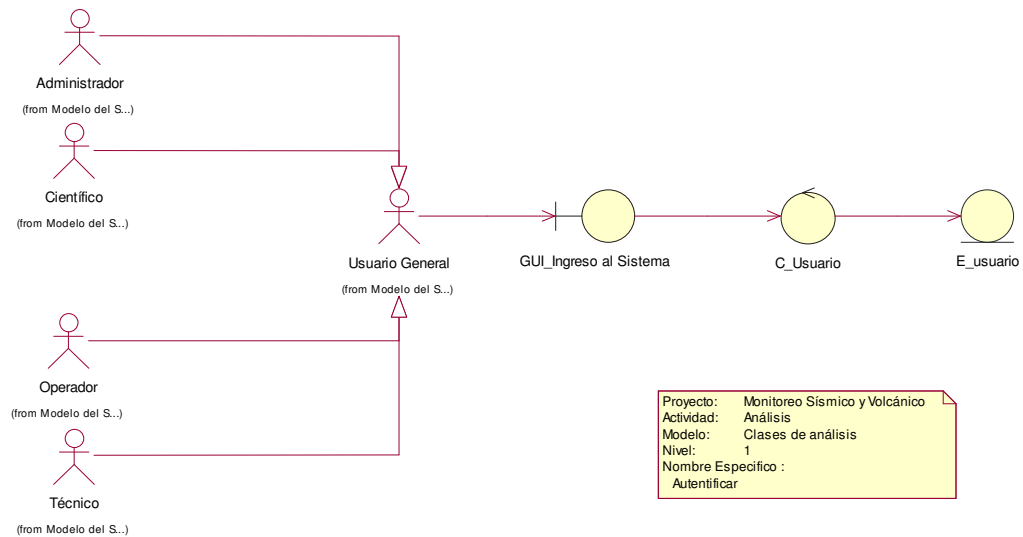 Administrador
(from Modelo del S...)
Científico
(from Modelo del S...)
Usuario General
(from Modelo del S...)
GUI_Ingreso al Sistema
C_Usuario
E_usuario
Operador
(from Modelo del S...)
Técnico
(from Modelo del S...)
Proyecto: Monitoreo Sísmico y Volcánico
Actividad: Análisis
Modelo: Clases de análisis
Nivel: 1
Nombre Especifico :
Autentificar